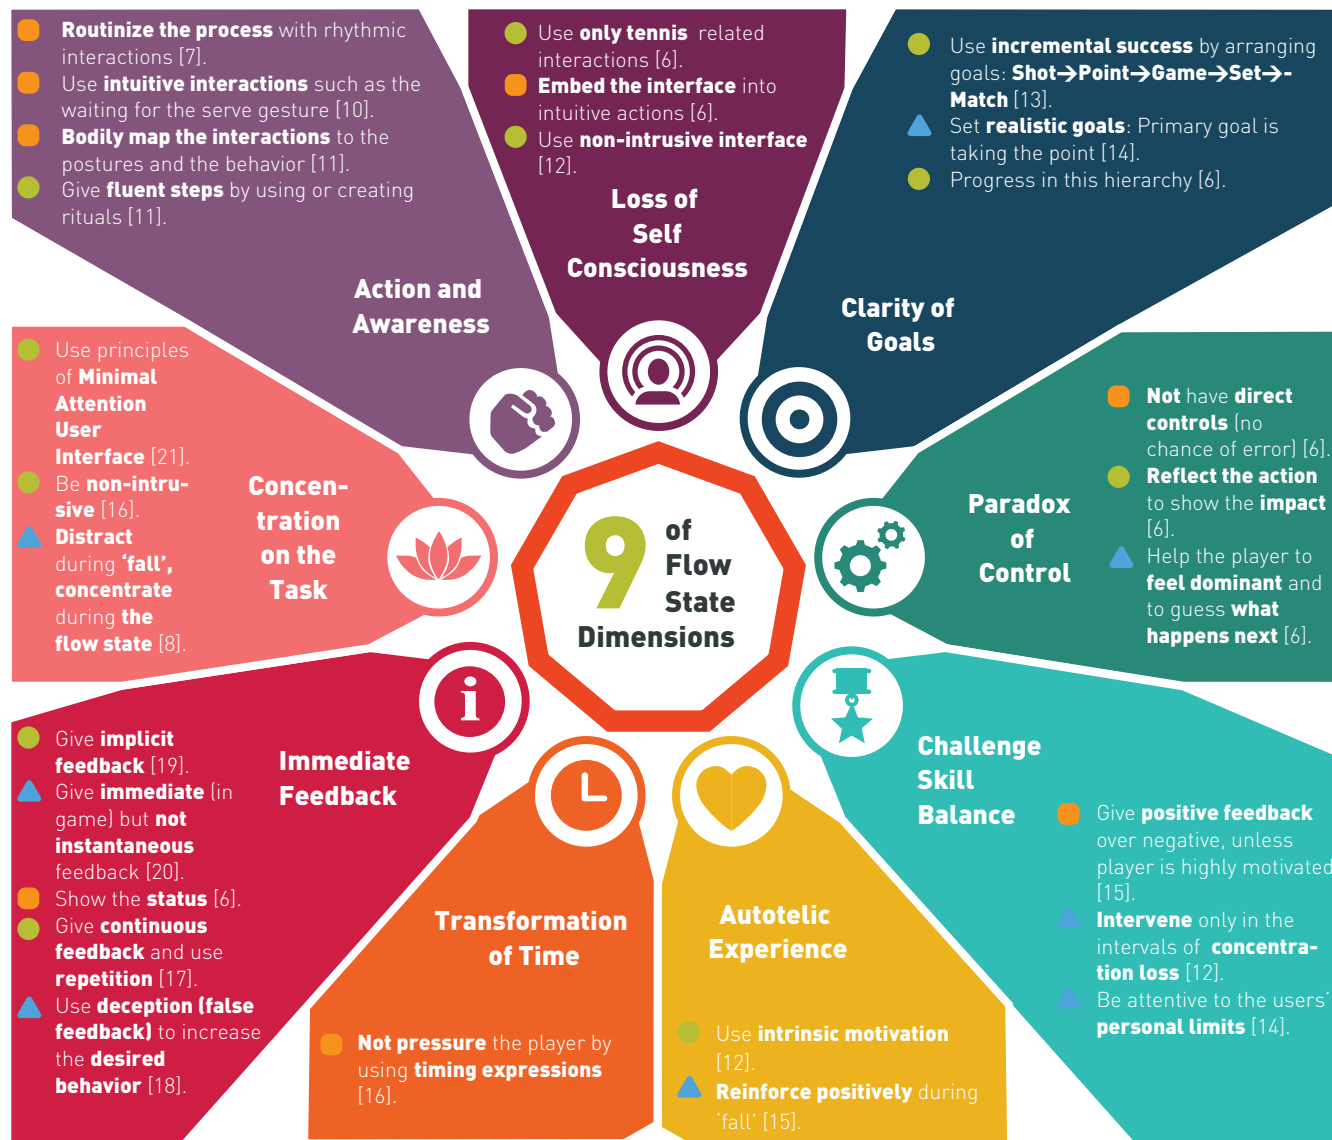 Routinize the process with rhythmic
interactions [7].
Use intuitive interactions such as the
waiting for the serve gesture [10].
Bodily map the interactions to the
postures and the behavior [11].
Give fluent steps by using or creating
rituals [11].
Action and
Awareness
Use only tennis related
interactions [6].
Embed the interface into
intuitive actions [6].
Use non-intrusive interface
[12].
Loss of
Self
Consciousness
Use incremental success by arranging
goals: Shot→Point→Game→Set→-
Match [13].
Set realistic goals: Primary goal is
taking the point [14].
Progress in this hierarchy [6].
Clarity of
Goals
Use principles
of Minimal
Attention
User
Interface [21].
Be non-intru-
sive [16].
Distract
during ‘fall’,
concentrate
during the
flow state [8].
Concen-
tration
on the
Task
9
of
Flow
State
Dimensions
Paradox
of
Control
Not have direct
controls (no
chance of error) [6].
Reflect the action
to show the impact
[6].
Help the player to
feel dominant and
to guess what
happens next [6].
Give implicit
feedback [19].
Give immediate (in
game) but not
instantaneous
feedback [20].
Show the status [6].
Give continuous
feedback and use
repetition [17].
Use deception (false
feedback) to increase
the desired
behavior [18].
i
Immediate
Feedback
Transformation
of Time
Not pressure the player by
using timing expressions
[16].
Autotelic
Experience
Use intrinsic motivation
[12].
Reinforce positively during
‘fall’ [15].
Challenge
Skill
Balance
Give positive feedback
over negative, unless
player is highly motivated
[15].
Intervene only in the
intervals of concentra-
tion loss [12].
Be attentive to the users’
personal limits [14].